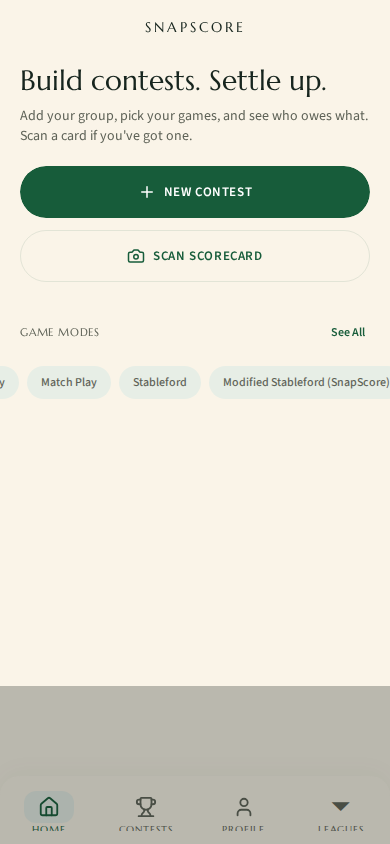 SNAPSCORE
Build contests. Settle up.
Add your group, pick your games, and see who owes what.
Scan a card if you've got one.
NEW CONTEST
SCAN SCORECARD
GAME MODES See All
y Match Play Stableford Modified Stableford (SnapScore)
HOME CONTESTS PROFILE LEAGUES